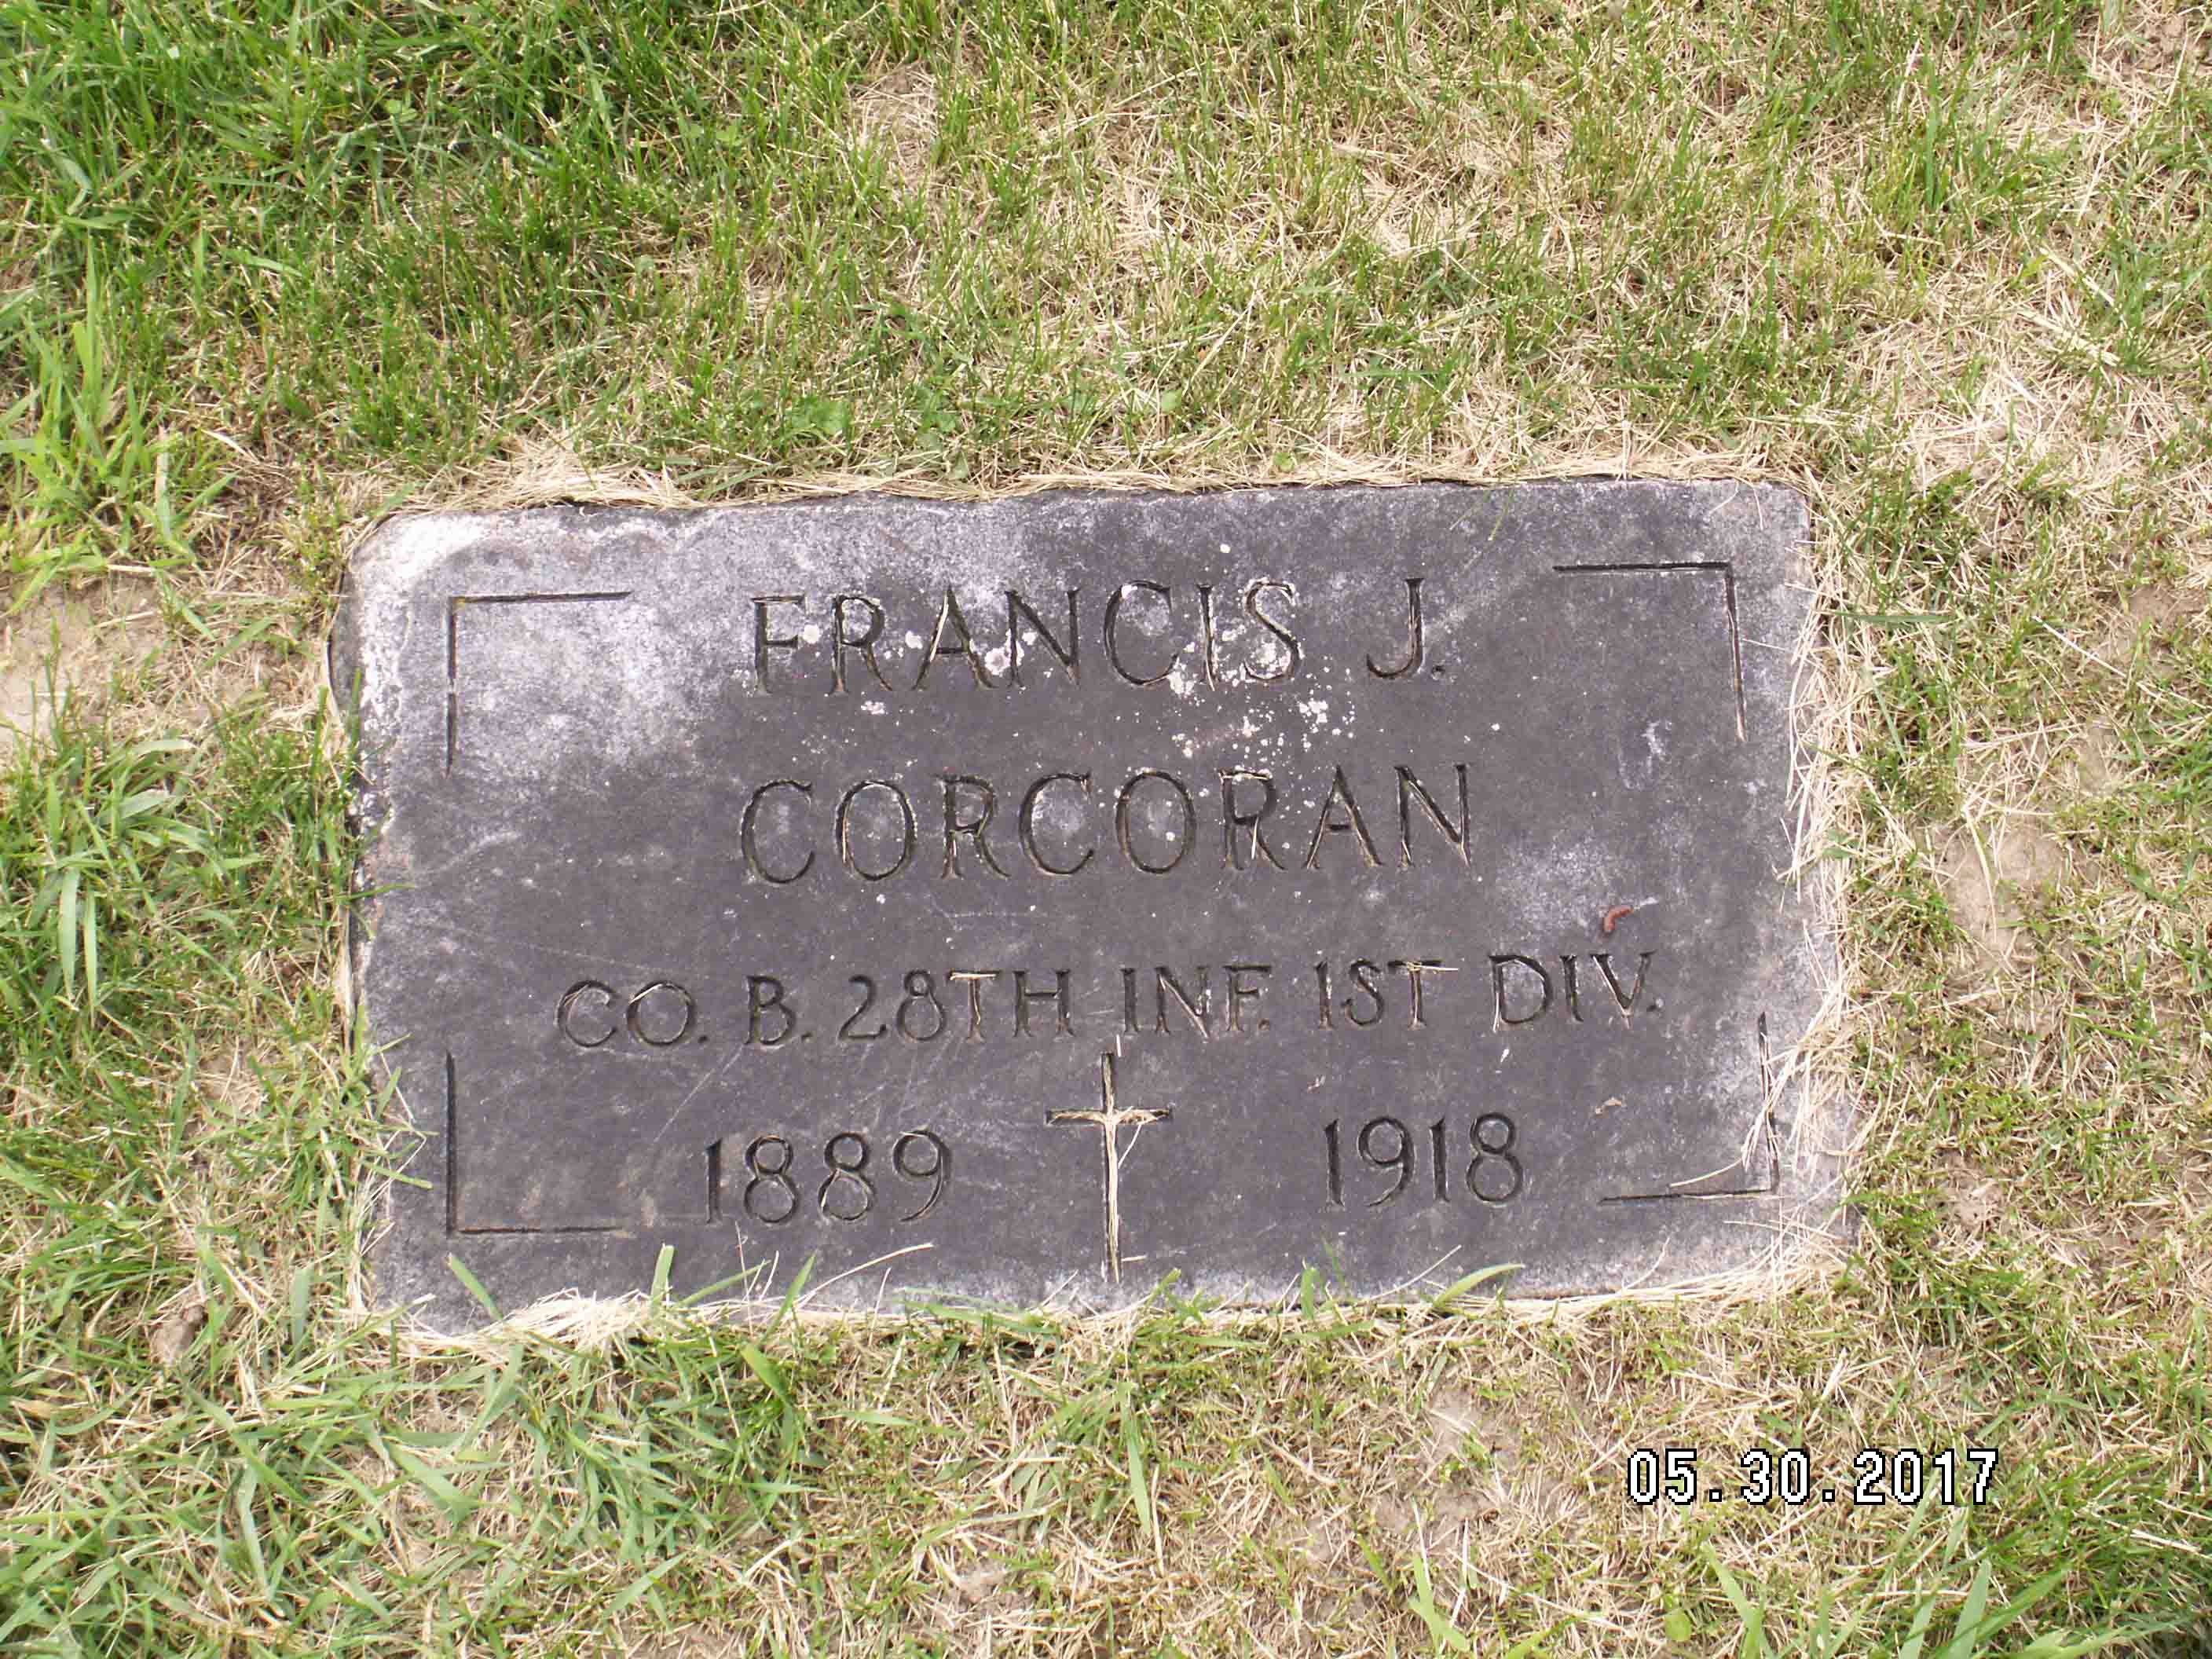 FRANCIS J.
CORCORAN
CO. B. 28TH INF. 1ST DIV.
1889 1918
05.30.2017